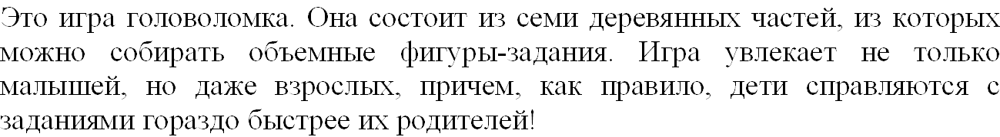 Это игра головоломка. Она состоит из семи деревянных частей, из которых
можно собирать объемные фигуры-задания. Игра увлекает не только
малышей, но даже взрослых, причем, как правило, дети справляются с
заданиями гораздо быстрее их родителей!